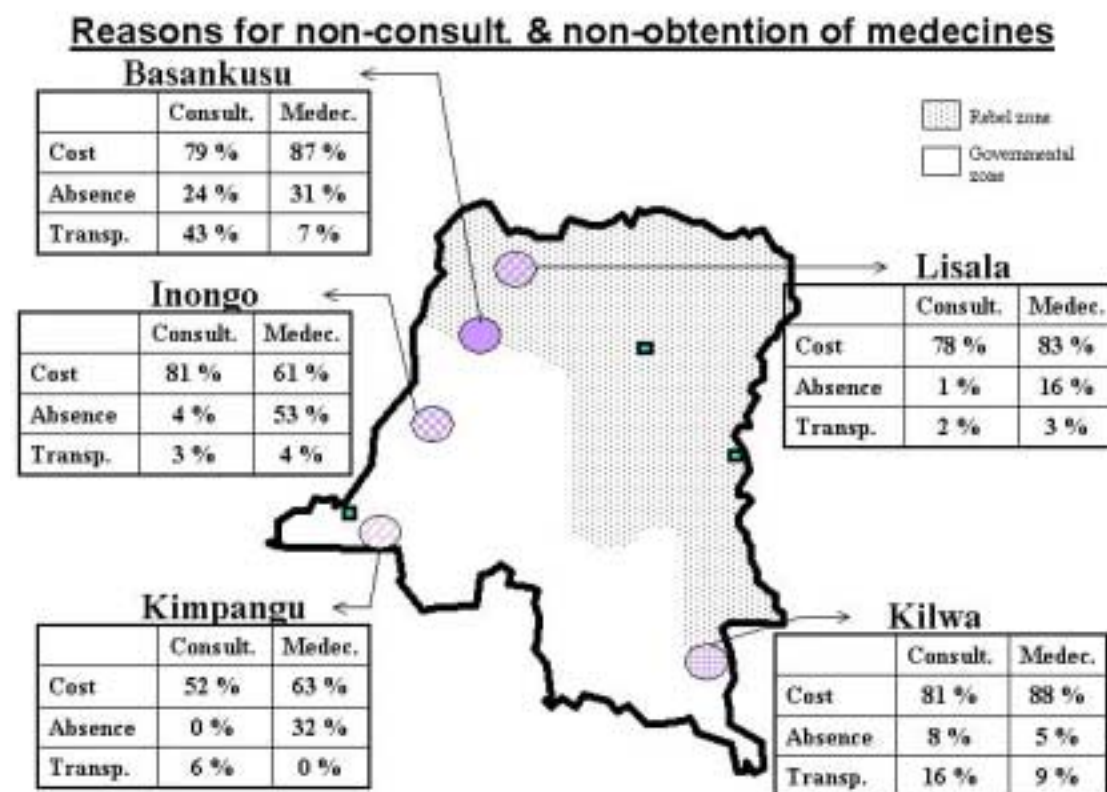 Reasons for non-consult. & non-obtention of medecines
Basankusu
Consult. Medec.
Cost 79 % 87 %
Absence 24 % 31 %
Transp. 43 % 7 %
Rebel zone
Governmental
zone
Inongo
Consult. Medec.
Cost 81 % 61 %
Absence 4 % 53 %
Transp. 3 % 4 %
Lisala
Consult. Medec.
Cost 78 % 83 %
Absence 1 % 16 %
Transp. 2 % 3 %
Kimpangu
Consult. Medec.
Cost 52 % 63 %
Absence 0 % 32 %
Transp. 6 % 0 %
Kilwa
Consult. Medec.
Cost 81 % 88 %
Absence 8 % 5 %
Transp. 16 % 9 %